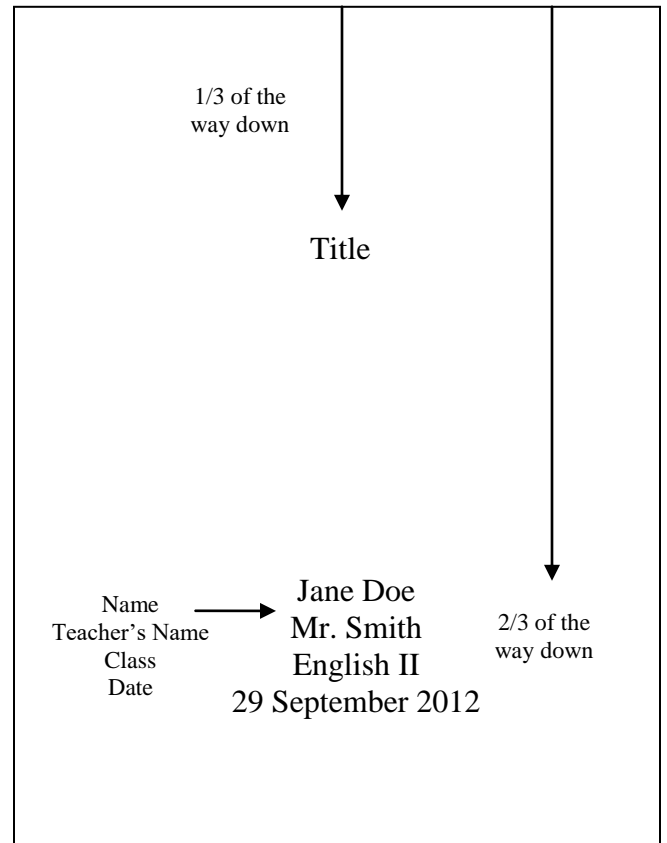 1/3 of the
way down
Title
Name
Teacher's Name
Class
Date
Jane Doe
Mr. Smith
English II
29 September 2012
2/3 of the
way down